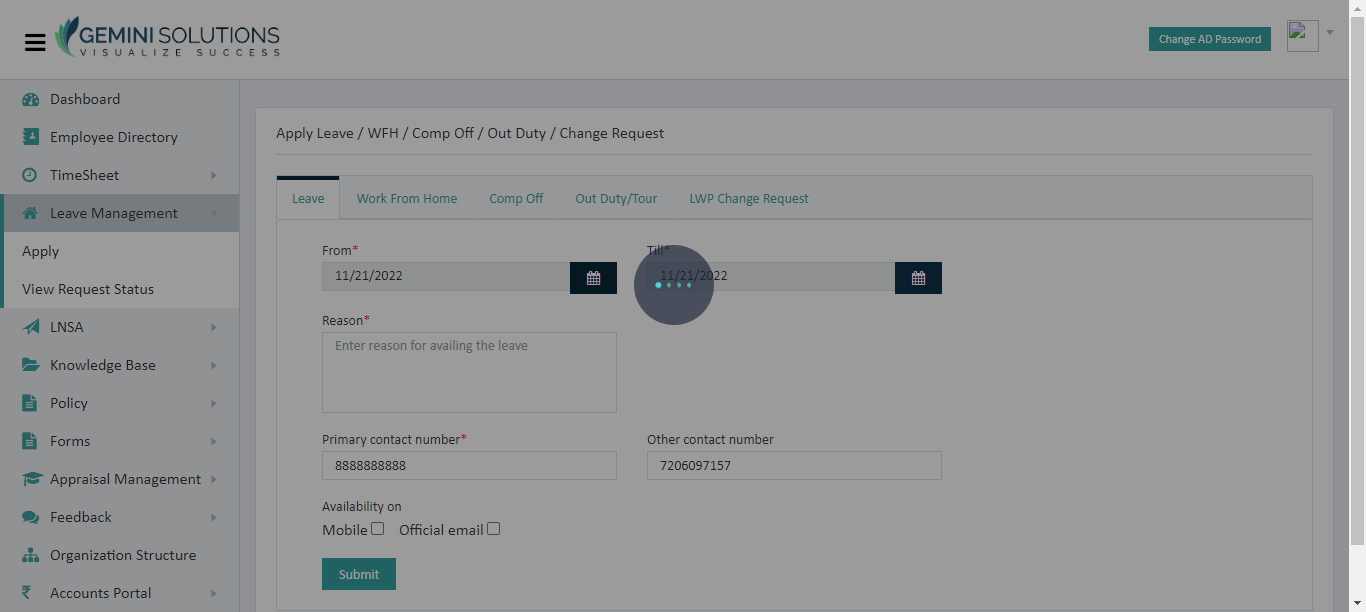 GEMINI SOLUTIONS
VISUALIZE SUCCESS
Change AD Password
Dashboard
Employee Directory
TimeSheet
Leave Management
Apply
View Request Status
LNSA
Knowledge Base
Policy
Forms
Appraisal Management
Feedback
Organization Structure
Accounts Portal
Apply Leave / WFH / Comp Off / Out Duty / Change Request
Leave Work From Home Comp Off Out Duty/Tour LWP Change Request
From* Till*
11/21/2022 11/21/2022
Reason*
Enter reason for availing the leave
Primary contact number* Other contact number
8888888888 7206097157
Availability on
Mobile Official email
Submit